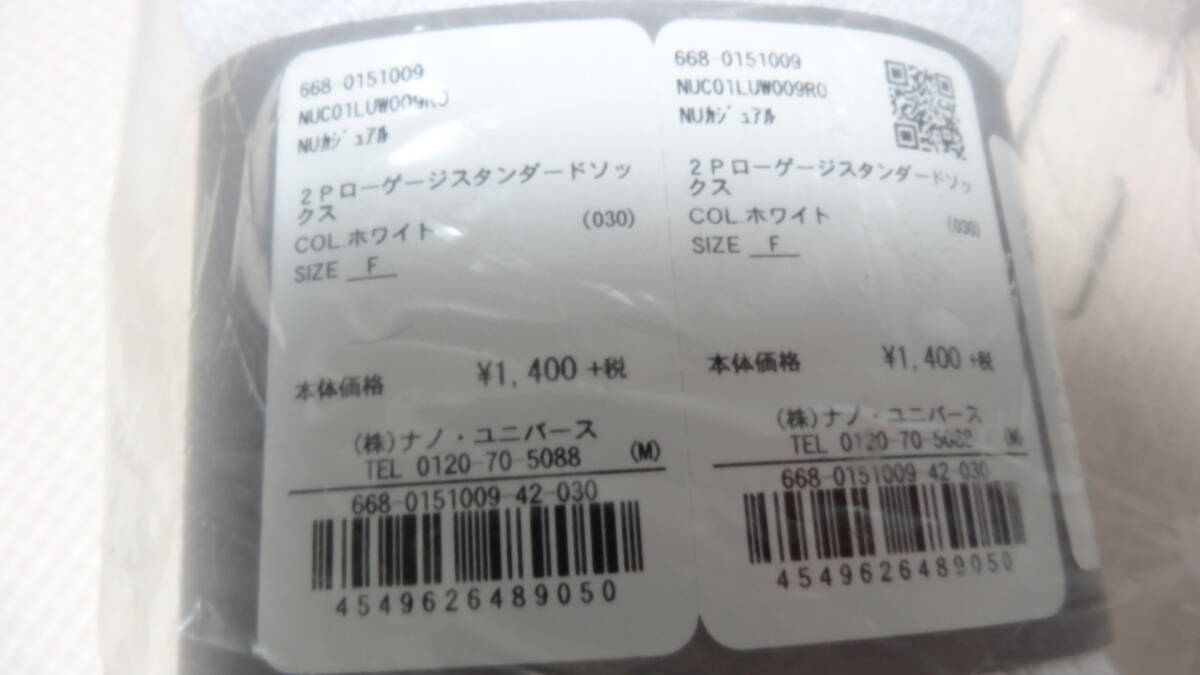 668-0151009
NUC01LUW009R0
NUｶｼﾞｭｱﾙ
2Pローゲージスタンダードソッ
クス
COL.ホワイト (030)
SIZE F
本体価格 ¥1,400 +税
(株)ナノ・ユニバース
TEL 0120-70-5088 (M)
668-0151009-42-030
4549626489050
668-0151009
NUC01LUW009R0
NUｶｼﾞｭｱﾙ
2Pローゲージスタンダードソッ
クス
COL.ホワイト (030)
SIZE F
本体価格 ¥1,400 +税
(株)ナノ・ユニバース
TEL 0120-70-5088 (M)
668-0151009-42-030
4549626489050